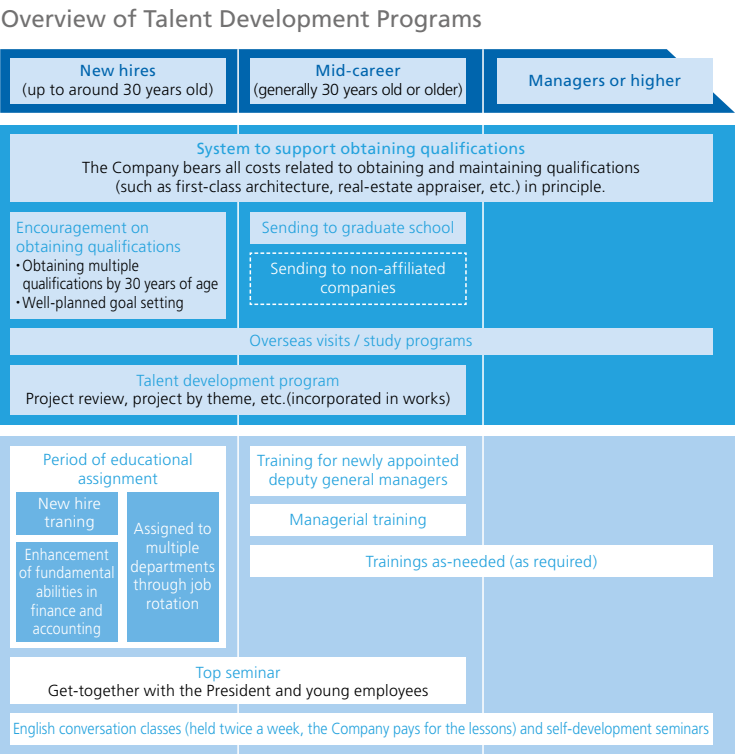 Overview of Talent Development Programs
New hires
(up to around 30 years old)
Mid-career
(generally 30 years old or older)
Managers or higher
System to support obtaining qualifications
The Company bears all costs related to obtaining and maintaining qualifications
(such as first-class architecture, real-estate appraiser, etc.) in principle.
Encouragement on
obtaining qualifications
・Obtaining multiple
qualifications by 30 years of age
・Well-planned goal setting
Sending to graduate school
Sending to non-affiliated
companies
Overseas visits / study programs
Talent development program
Project review, project by theme, etc.(incorporated in works)
Period of educational
assignment
New hire
traning
Enhancement
of fundamental
abilities in
finance and
accounting
Assigned to
multiple
departments
through job
rotation
Training for newly appointed
deputy general managers
Managerial training
Trainings as-needed (as required)
Top seminar
Get-together with the President and young employees
English conversation classes (held twice a week, the Company pays for the lessons) and self-development seminars